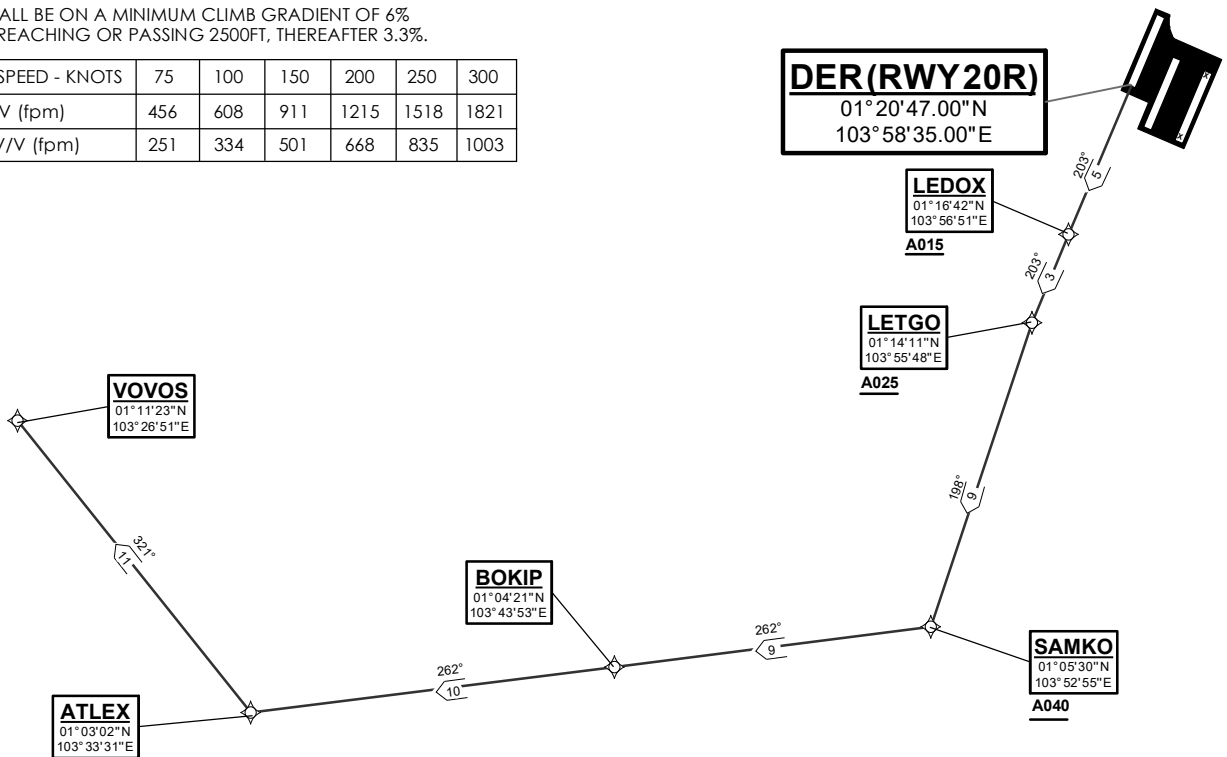 ALL BE ON A MINIMUM CLIMB GRADIENT OF 6%
REACHING OR PASSING 2500FT, THEREAFTER 3.3%.
SPEED - KNOTS 75 100 150 200 250 300
V (fpm) 456 608 911 1215 1518 1821
/V (fpm) 251 334 501 668 835 1003
DER(RWY20R)
01°20'47.00"N
103°58'35.00"E
203°
5
LEDOX
01°16'42"N
103°56'51"E
A015
203°
3
LETGO
01°14'11"N
103°55'48"E
A025
198°
9
SAMKO
01°05'30"N
103°52'55"E
A040
262°
9
BOKIP
01°04'21"N
103°43'53"E
262°
10
ATLEX
01°03'02"N
103°33'31"E
321°
11
VOVOS
01°11'23"N
103°26'51"E
x
x